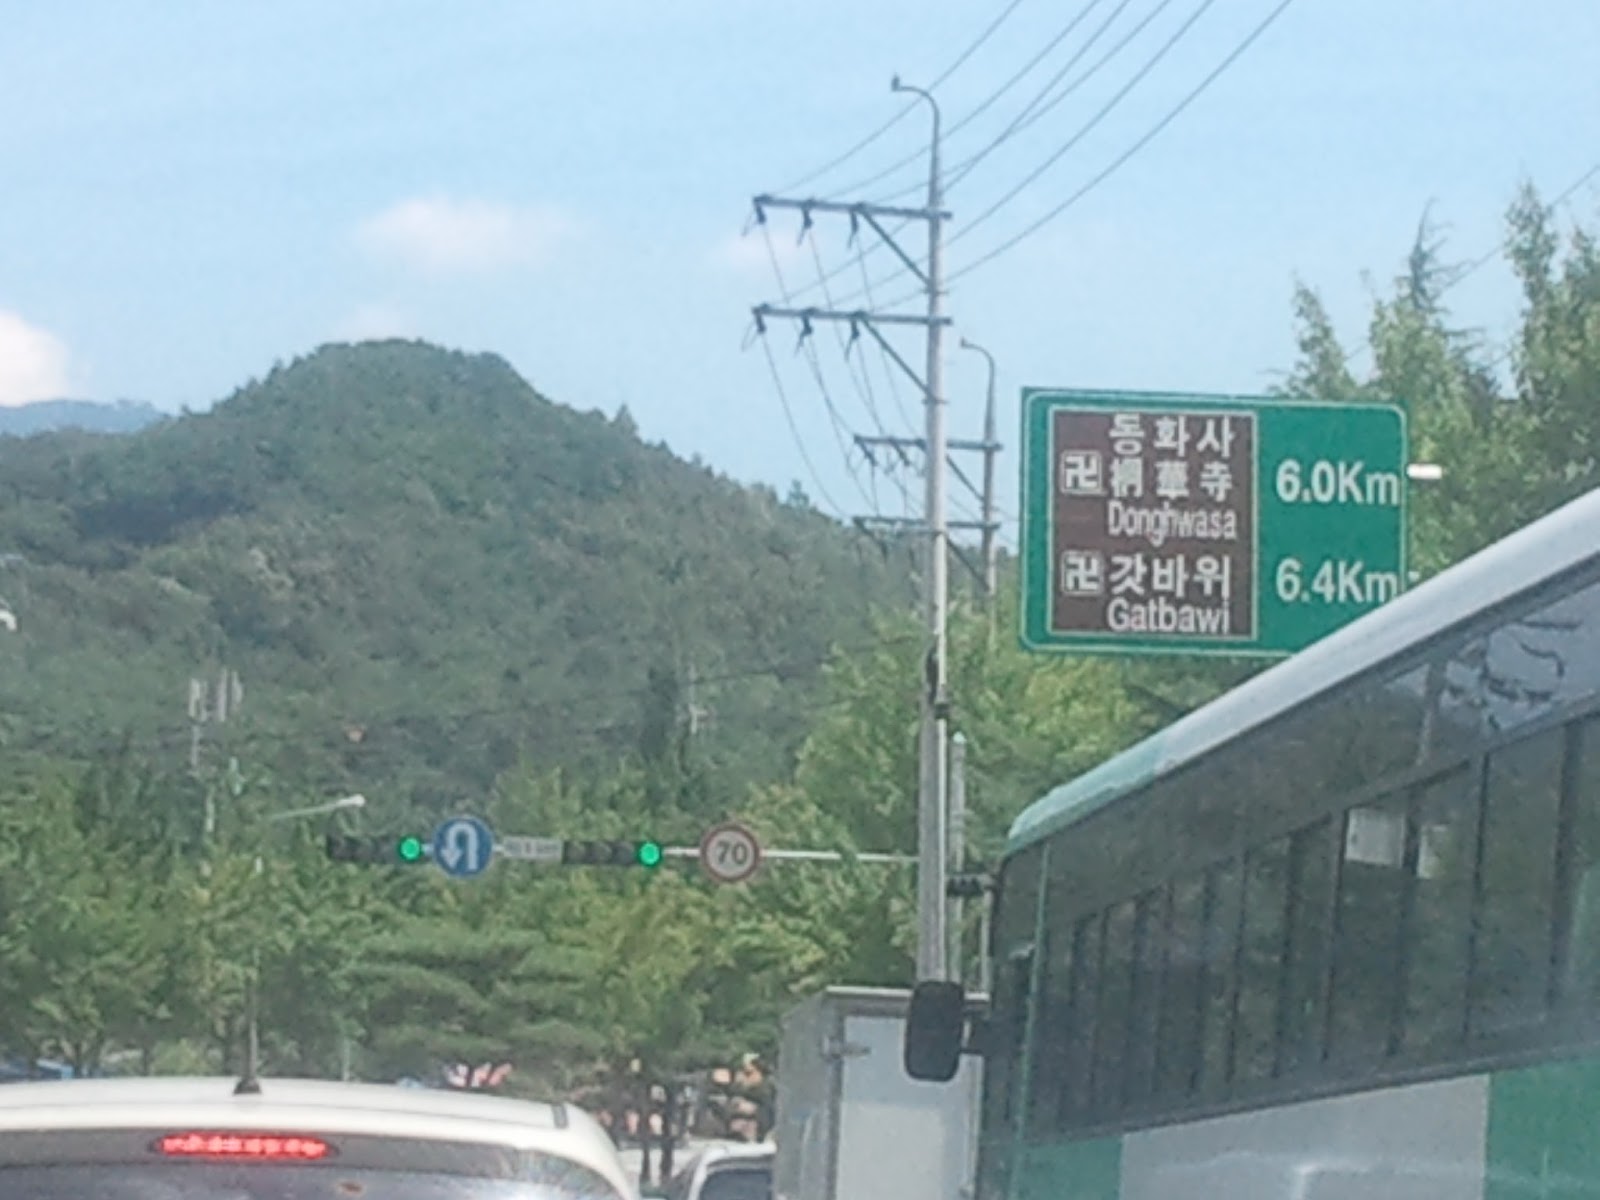 동화사
卍 桐華寺 6.0Km
Donghwasa
卍 갓바위 6.4Km
Gatbawi
70